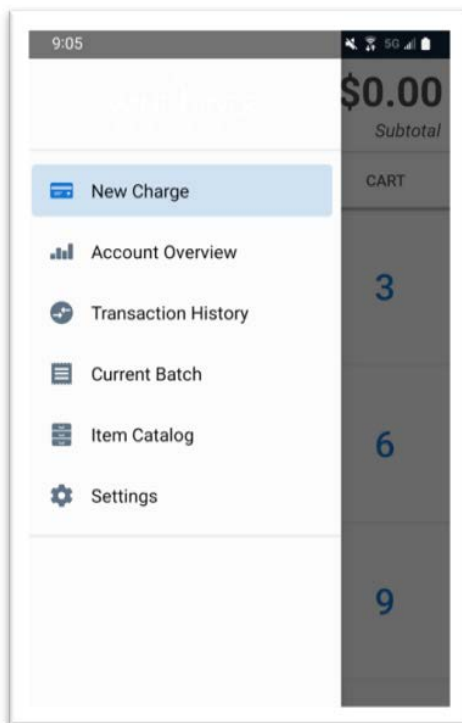 9:05
5G
$0.00
Subtotal
CART
New Charge
Account Overview
3
Transaction History
Current Batch
Item Catalog
6
Settings
9